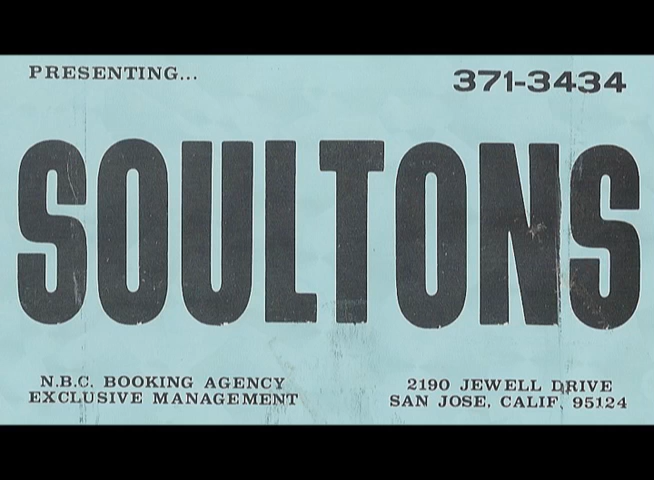 PRESENTING...
371-3434
SOULTONS
N.B.C. BOOKING AGENCY
EXCLUSIVE MANAGEMENT
2190 JEWELL DRIVE
SAN JOSE, CALIF. 95124